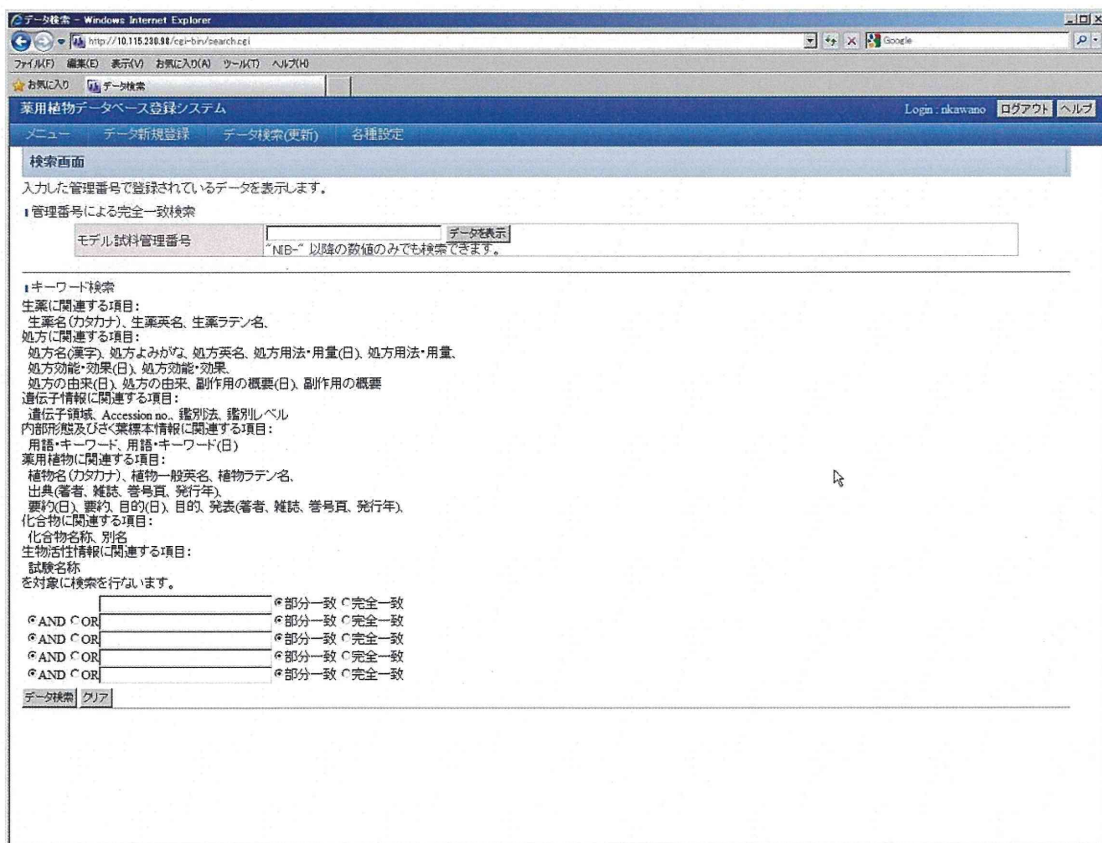 データ検索 - Windows Internet Explorer
http://10.115.238.98/cgi-bin/search.cgi
Google
ファイル(F) 編集(E) 表示(V) お気に入り(A) ツール(T) ヘルプ(H)
お気に入り データ検索
薬用植物データベース登録システム Login : nkawano ログアウト ヘルプ
メニュー データ新規登録 データ検索(更新) 各種設定
検索画面
入力した管理番号で登録されているデータを表示します。
管理番号による完全一致検索
モデル試料管理番号 データを表示
"NIB-" 以降の数値のみでも検索できます。
キーワード検索
生薬に関連する項目：
生薬名(カタカナ)、生薬英名、生薬ラテン名、
処方に関連する項目：
処方名(漢字)、処方よみがな、処方英名、処方用法・用量(日)、処方用法・用量、
処方効能・効果(日)、処方効能・効果、
処方の由来(日)、処方の由来、副作用の概要(日)、副作用の概要
遺伝子情報に関連する項目：
遺伝子領域、Accession no.、鑑別法、鑑別レベル
内部形態及びさく葉標本情報に関連する項目：
用語・キーワード、用語・キーワード(日)
薬用植物に関連する項目：
植物名(カタカナ)、植物一般英名、植物ラテン名、
出典(著者、雑誌、巻号頁、発行年)、
要約(日)、要約、目的(日)、目的、発表(著者、雑誌、巻号頁、発行年)、
化合物に関連する項目：
化合物名称、別名
生物活性情報に関連する項目：
試験名称
を対象に検索を行ないます。
部分一致 完全一致
AND OR 部分一致 完全一致
AND OR 部分一致 完全一致
AND OR 部分一致 完全一致
AND OR 部分一致 完全一致
データ検索 クリア